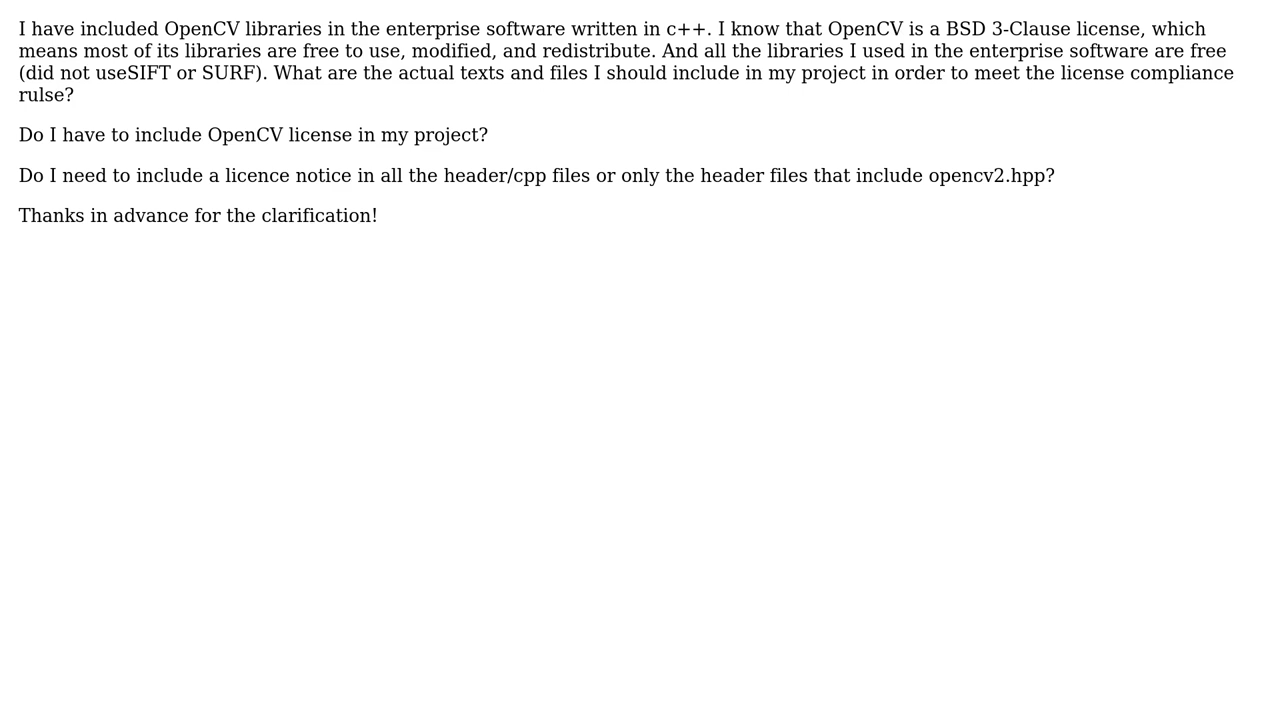 I have included OpenCV libraries in the enterprise software written in c++. I know that OpenCV is a BSD 3-Clause license, which
means most of its libraries are free to use, modified, and redistribute. And all the libraries I used in the enterprise software are free
(did not useSIFT or SURF). What are the actual texts and files I should include in my project in order to meet the license compliance
rulse?
Do I have to include OpenCV license in my project?
Do I need to include a licence notice in all the header/cpp files or only the header files that include opencv2.hpp?
Thanks in advance for the clarification!